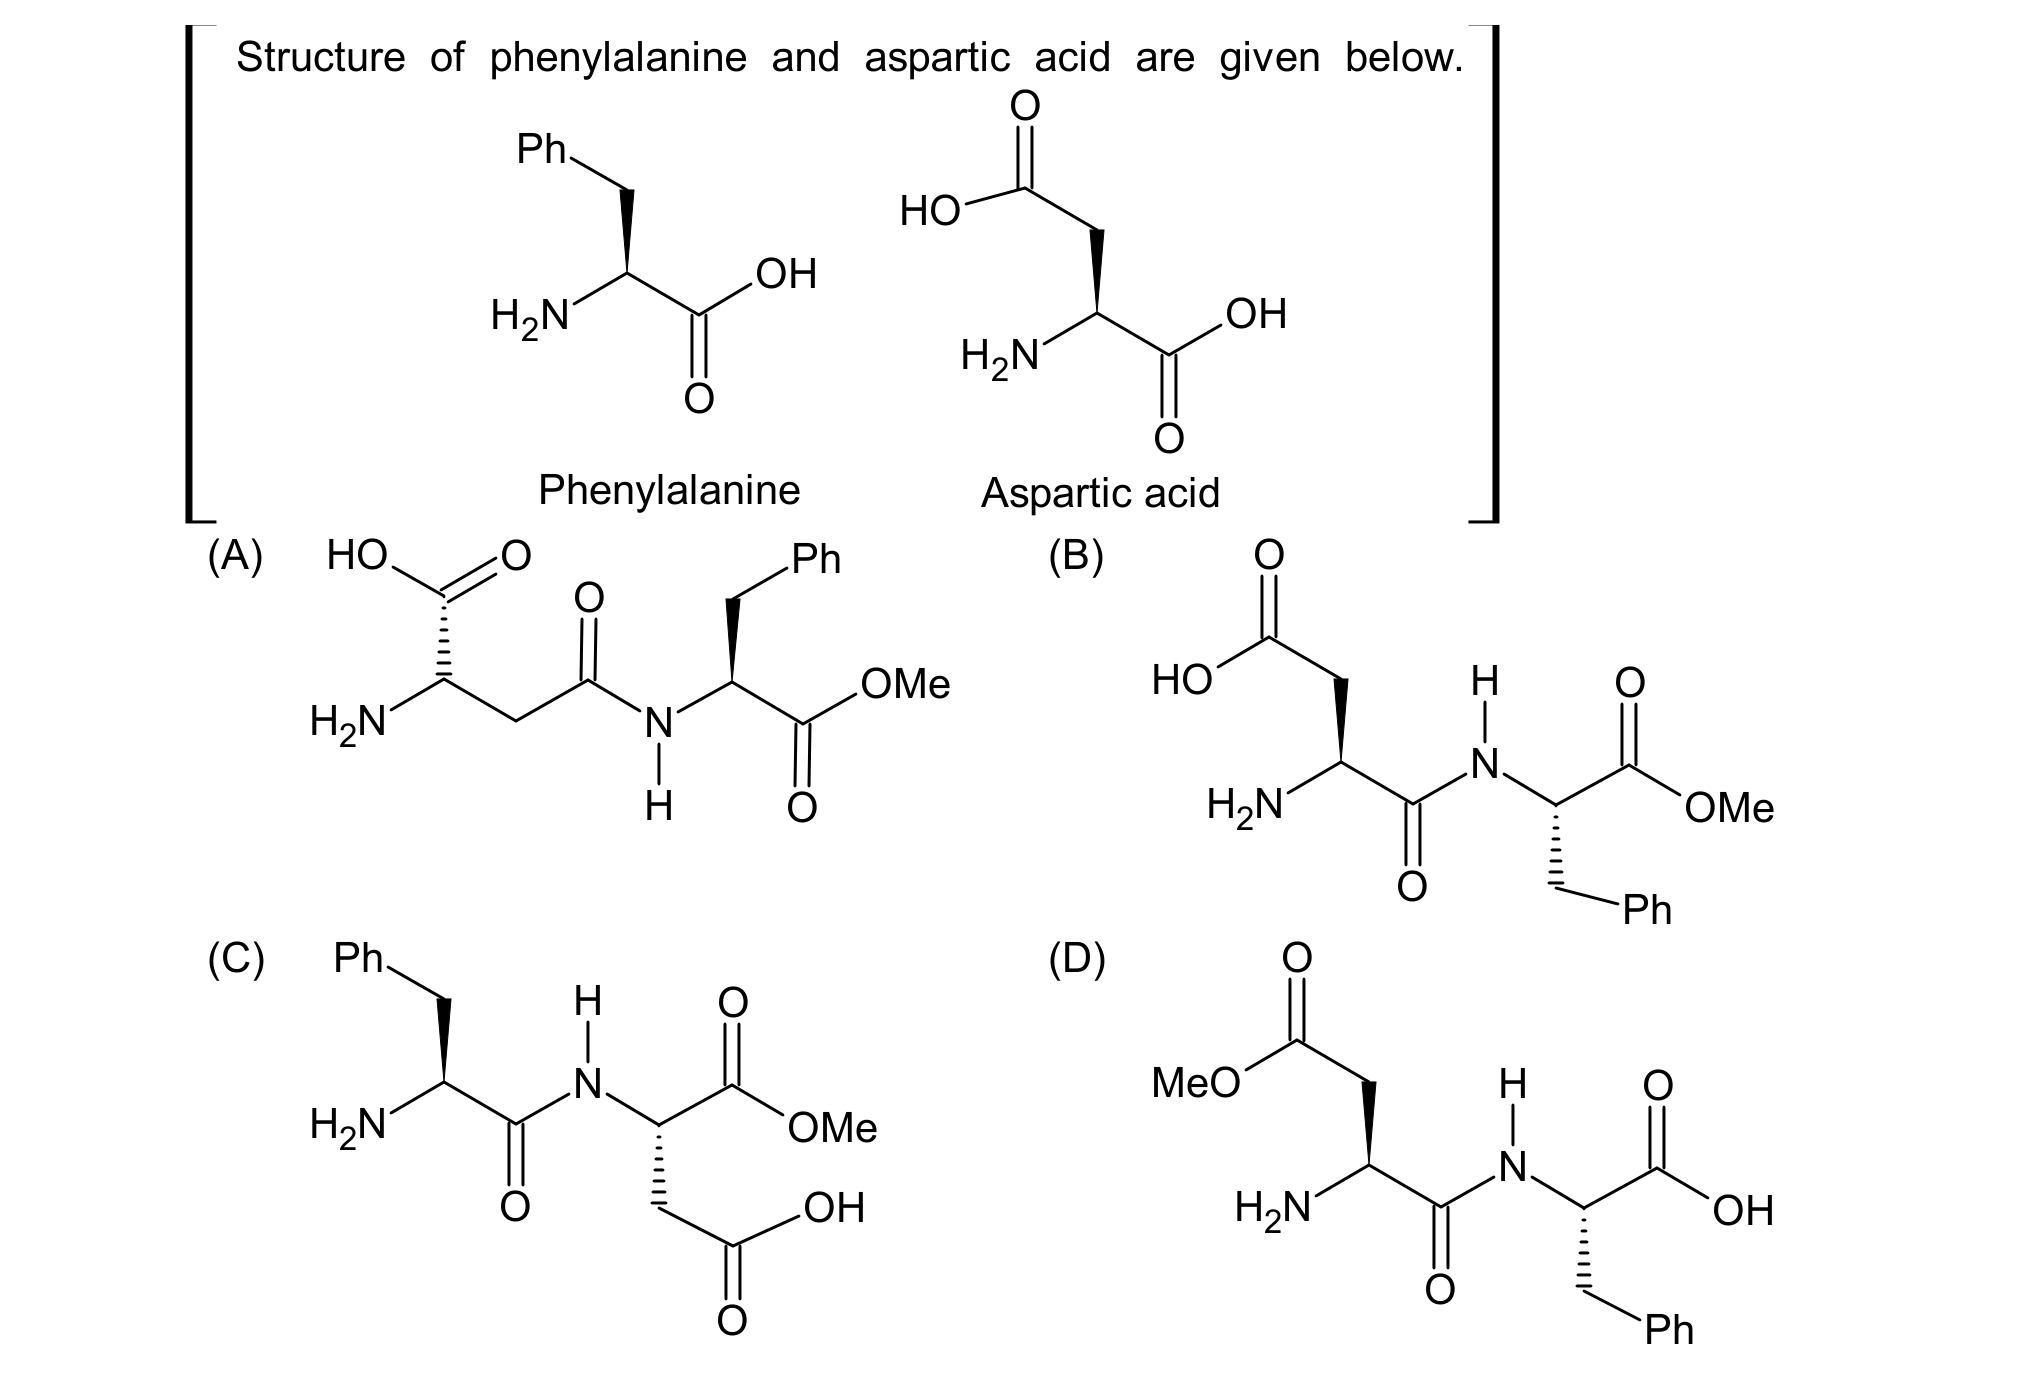 Structure of phenylalanine and aspartic acid are given below.
O
Ph
HO
OH
H2N
O
OH
H2N
O
Phenylalanine
Aspartic acid
(A)
HO
O
O
Ph
H2N
N
H
OMe
O
(B)
O
HO
H
O
H2N
N
O
OMe
Ph
(C)
Ph
H
O
H2N
N
O
OMe
OH
O
(D)
O
MeO
H
O
H2N
N
O
OH
Ph